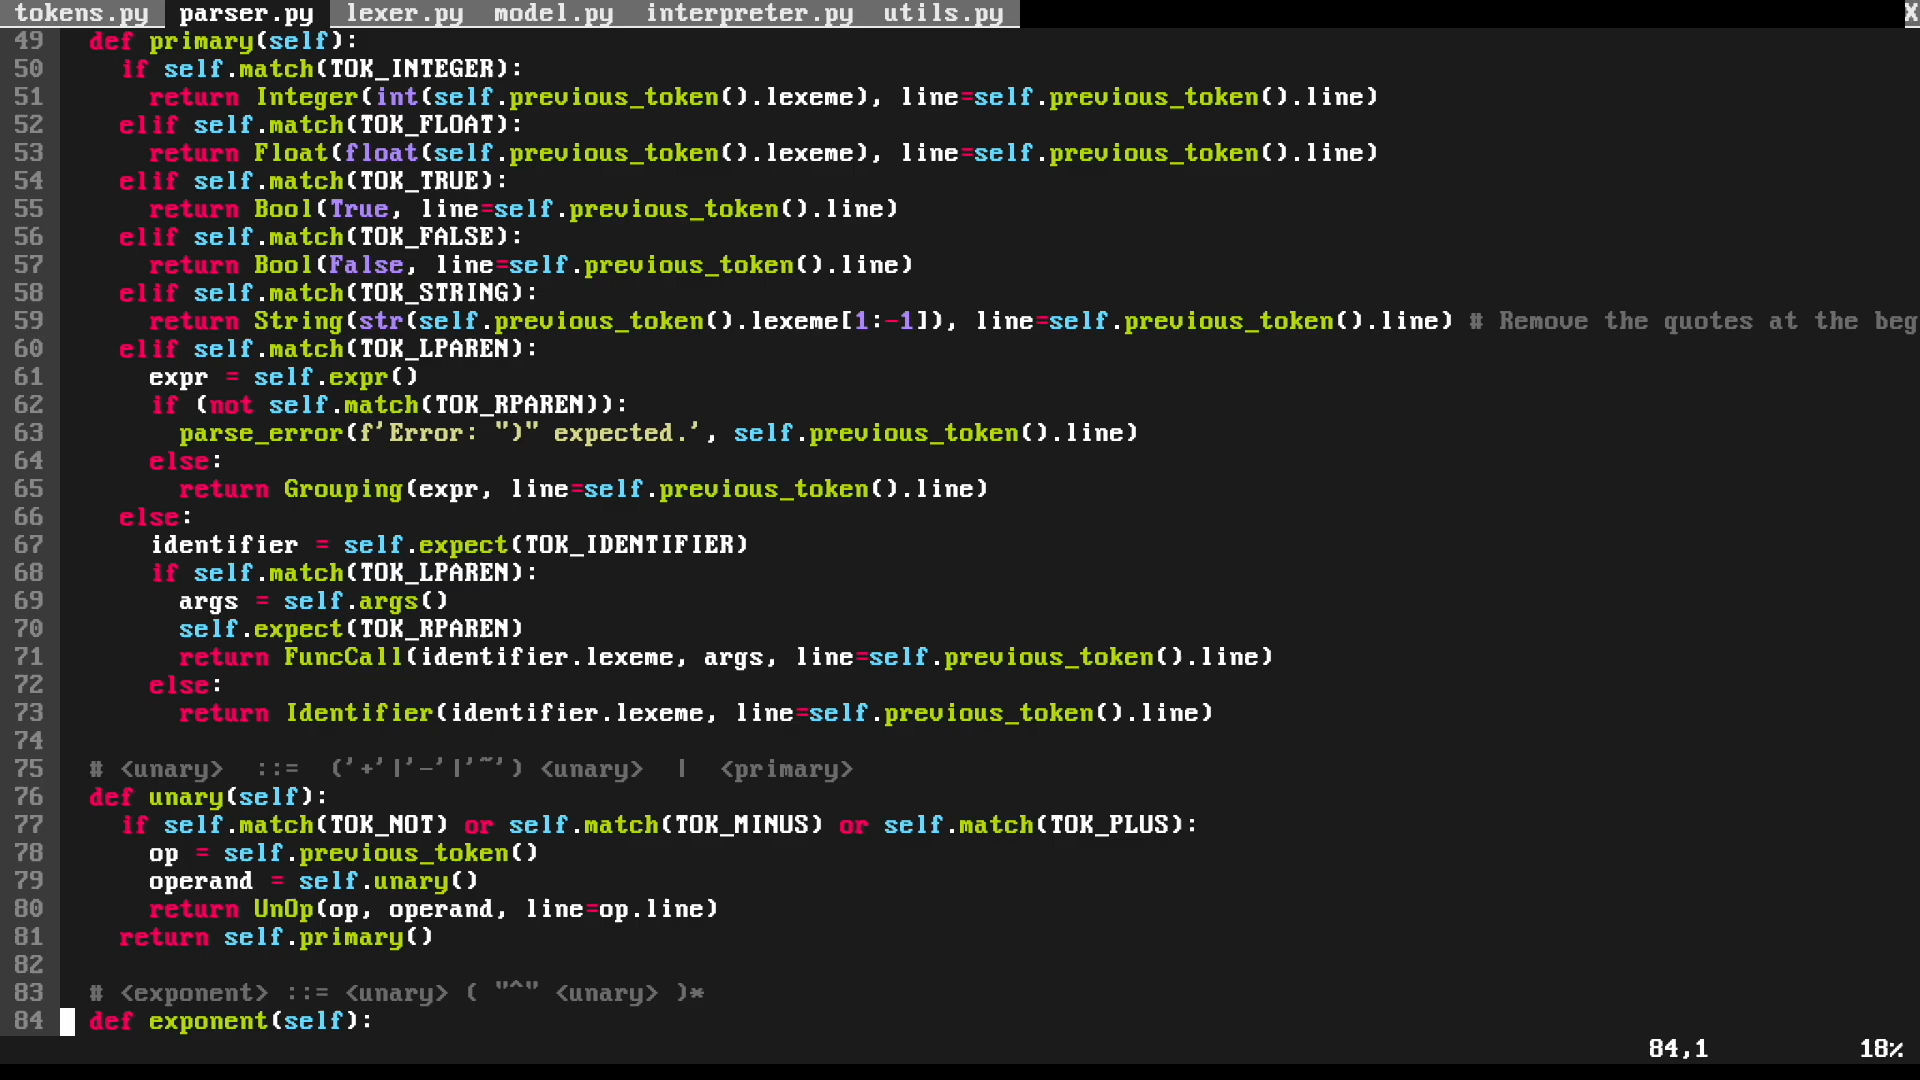 tokens.py parser.py lexer.py model.py interpreter.py utils.py X
49 def primary(self):
50 if self.match(TOK_INTEGER):
51 return Integer(int(self.previous_token().lexeme), line=self.previous_token().line)
52 elif self.match(TOK_FLOAT):
53 return Float(float(self.previous_token().lexeme), line=self.previous_token().line)
54 elif self.match(TOK_TRUE):
55 return Bool(True, line=self.previous_token().line)
56 elif self.match(TOK_FALSE):
57 return Bool(False, line=self.previous_token().line)
58 elif self.match(TOK_STRING):
59 return String(str(self.previous_token().lexeme[1:-1]), line=self.previous_token().line) # Remove the quotes at the beg
60 elif self.match(TOK_LPAREN):
61 expr = self.expr()
62 if (not self.match(TOK_RPAREN)):
63 parse_error(f'Error: ")" expected.', self.previous_token().line)
64 else:
65 return Grouping(expr, line=self.previous_token().line)
66 else:
67 identifier = self.expect(TOK_IDENTIFIER)
68 if self.match(TOK_LPAREN):
69 args = self.args()
70 self.expect(TOK_RPAREN)
71 return FuncCall(identifier.lexeme, args, line=self.previous_token().line)
72 else:
73 return Identifier(identifier.lexeme, line=self.previous_token().line)
74
75 # <unary> ::= ('+'|'-'|'~') <unary> | <primary>
76 def unary(self):
77 if self.match(TOK_NOT) or self.match(TOK_MINUS) or self.match(TOK_PLUS):
78 op = self.previous_token()
79 operand = self.unary()
80 return UnOp(op, operand, line=op.line)
81 return self.primary()
82
83 # <exponent> ::= <unary> ( "^" <unary> )*
84 def exponent(self):
84,1 18%